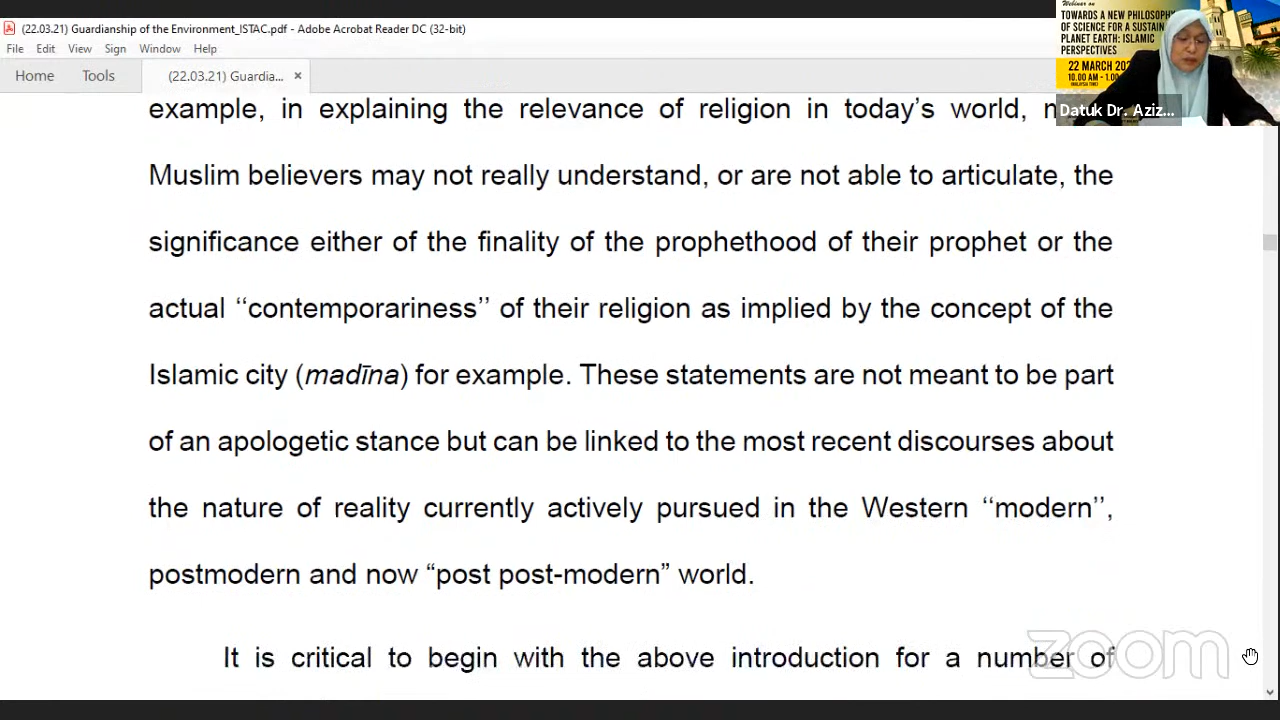 (22.03.21) Guardianship of the Environment_ISTAC.pdf - Adobe Acrobat Reader DC (32-bit)
File Edit View Sign Window Help
Home Tools (22.03.21) Guardia... ×
Webinar on
TOWARDS A NEW PHILOSOPHY
OF SCIENCE FOR A SUSTAIN
PLANET EARTH: ISLAMIC
PERSPECTIVES
22 MARCH 20
10.00 AM - 1.00
(MALAYSIA TIME)
Datuk Dr. Aziz...
example, in explaining the relevance of religion in today’s world,
Muslim believers may not really understand, or are not able to articulate, the
significance either of the finality of the prophethood of their prophet or the
actual ‘‘contemporariness’’ of their religion as implied by the concept of the
Islamic city (madīna) for example. These statements are not meant to be part
of an apologetic stance but can be linked to the most recent discourses about
the nature of reality currently actively pursued in the Western ‘‘modern’’,
postmodern and now “post post-modern” world.
It is critical to begin with the above introduction for a number of
zoom